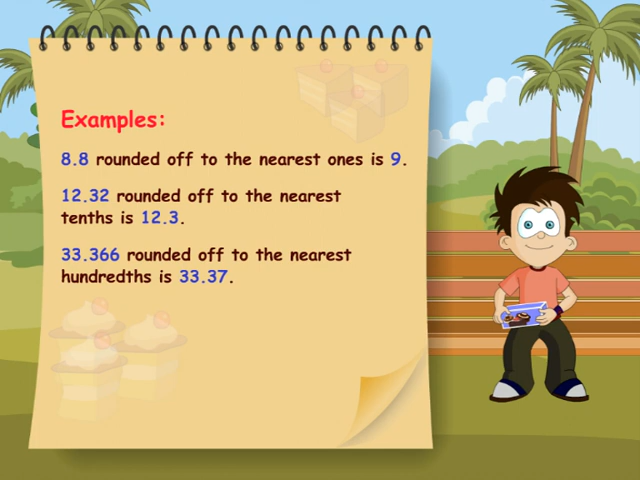 Examples:
8.8 rounded off to the nearest ones is 9.
12.32 rounded off to the nearest
tenths is 12.3.
33.366 rounded off to the nearest
hundredths is 33.37.